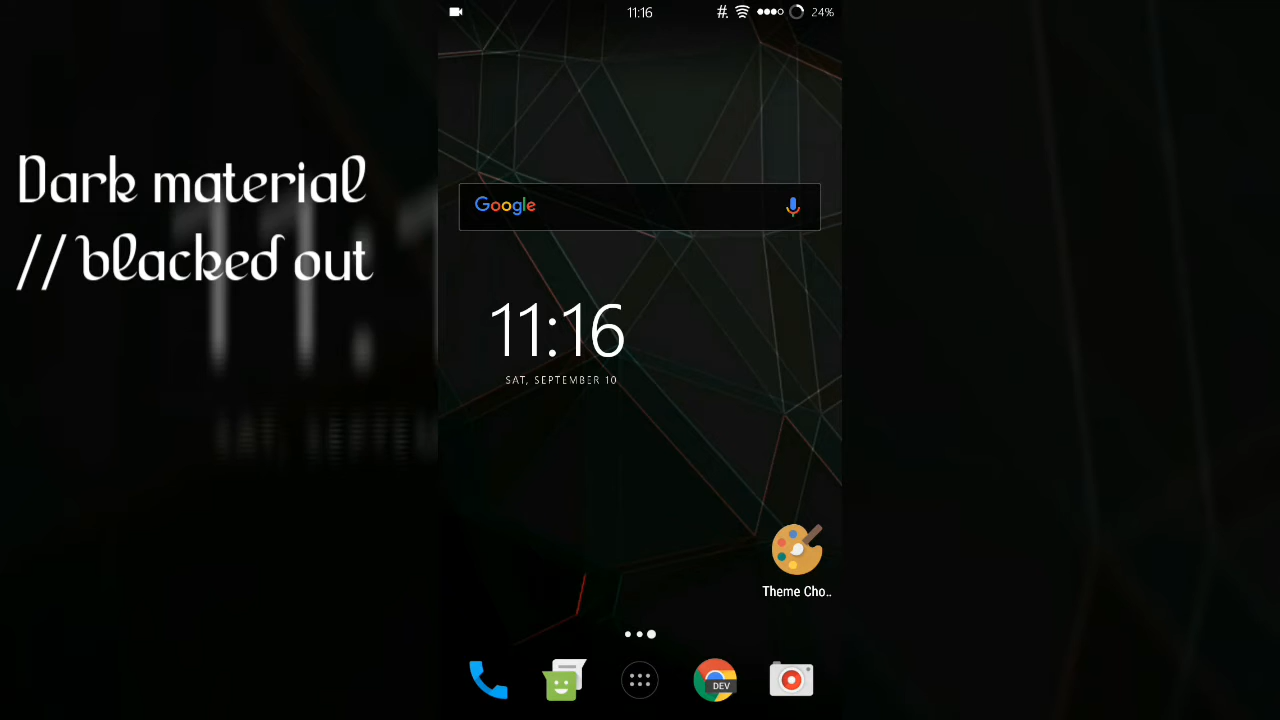 11:16
#.
24%
Dark material
// blacked out
Google
11:16
SAT, SEPTEMBER 10
Theme Cho..
DEV